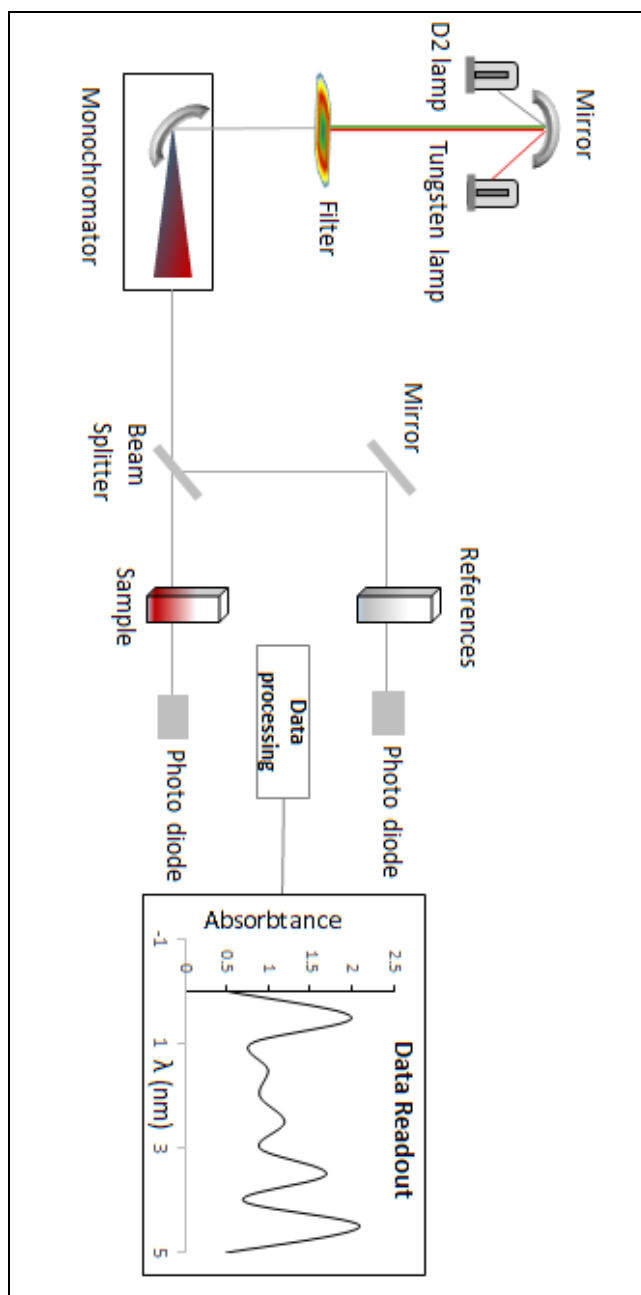 D2 lamp
Mirror
Tungsten lamp
Filter
Monochromator
Mirror
Beam
Splitter
References
Sample
Photo diode
Photo diode
Data
processing
Data Readout
Absorbtance
2.5
2
1.5
1
0.5
0
-1
1
3
5
λ (nm)